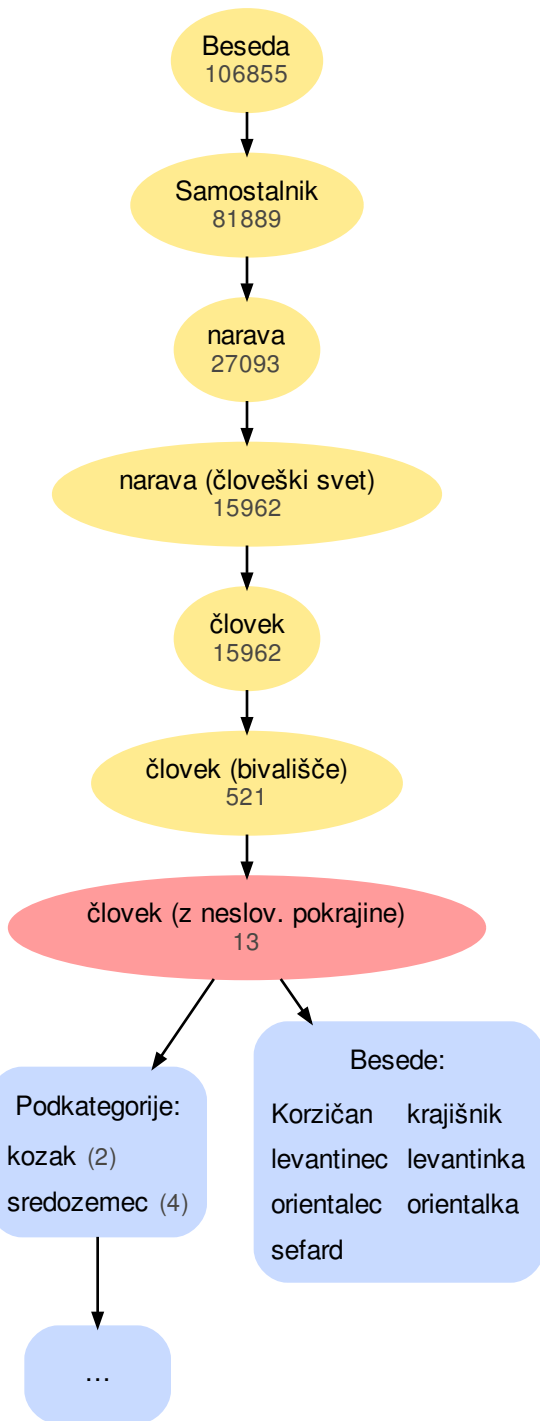 Beseda
106855
Samostalnik
81889
narava
27093
narava (človeški svet)
15962
človek
15962
človek (bivališče)
521
človek (z neslov. pokrajine)
13
Podkategorije:
kozak (2)
sredozemec (4)
Besede:
Korzičan krajišnik
levantinec levantinka
orientalec orientalka
sefard
...